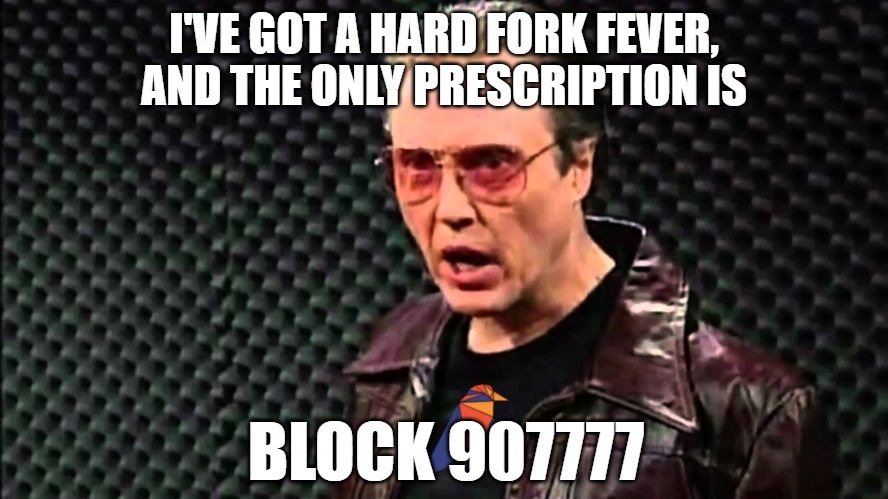 I'VE GOT A HARD FORK FEVER,
AND THE ONLY PRESCRIPTION IS
BLOCK 907777